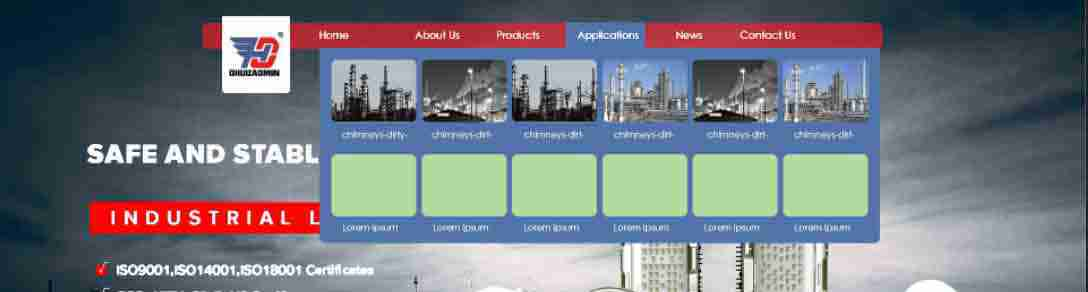 Home About Us Products Applications News Contact Us
QHUIZAOMIN
chimneys-dirty- chimneys-dirt- chimneys-dirt- chimneys-dirt- chimneys-dirt- chimneys-dirt-
SAFE AND STABL
INDUSTRIAL L
Lorem Ipsum Lorem Ipsum Lorem Ipsum Lorem Ipsum Lorem Ipsum Lorem Ipsum
ISO9001,ISO14001,ISO18001 Certificates